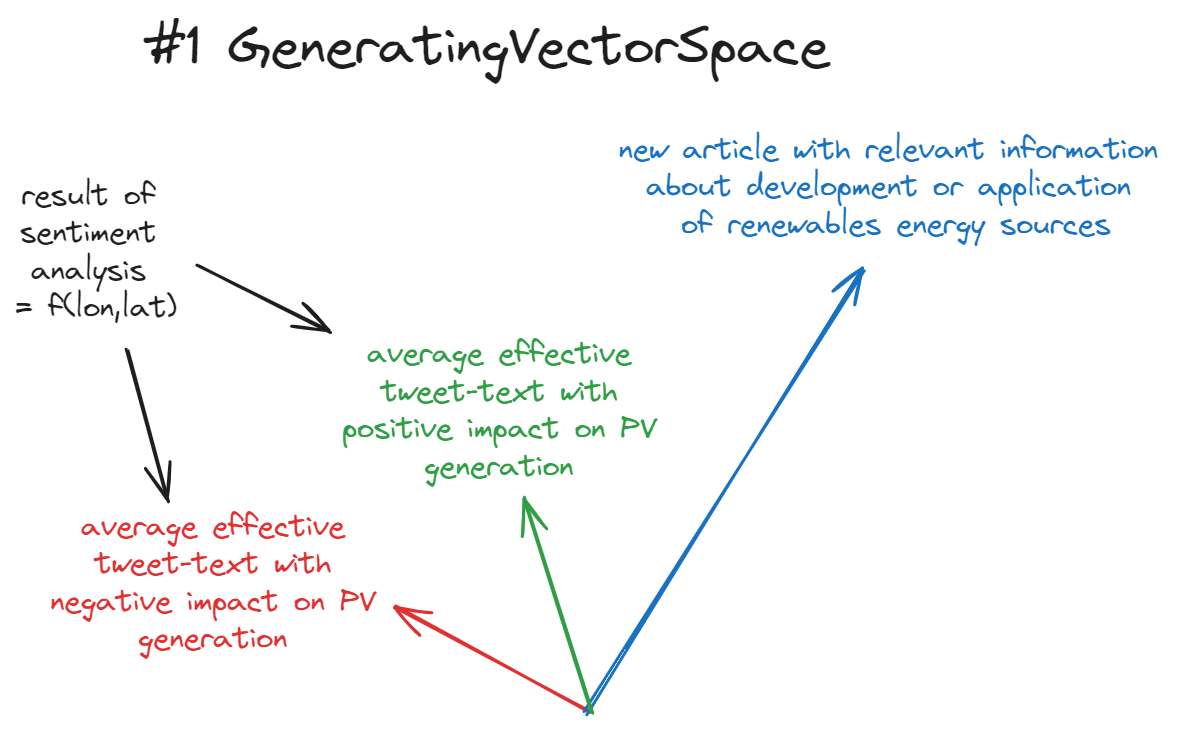 #1 GeneratingVectorSpace
new article with relevant information
about development or application
of renewables energy sources
result of
sentiment
analysis
= f(lon,lat)
average effective
tweet-text with
positive impact on PV
generation
average effective
tweet-text with
negative impact on PV
generation